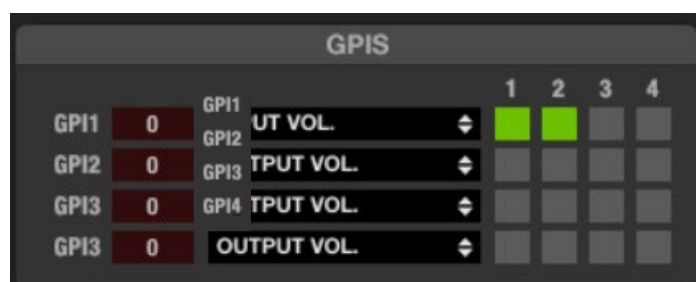 GPIS
1 2 3 4
GPI1 0 GPI1 UT VOL.
GPI2
GPI2 0 GPI3 TPUT VOL.
GPI3 0 GPI4 TPUT VOL.
GPI3 0 OUTPUT VOL.